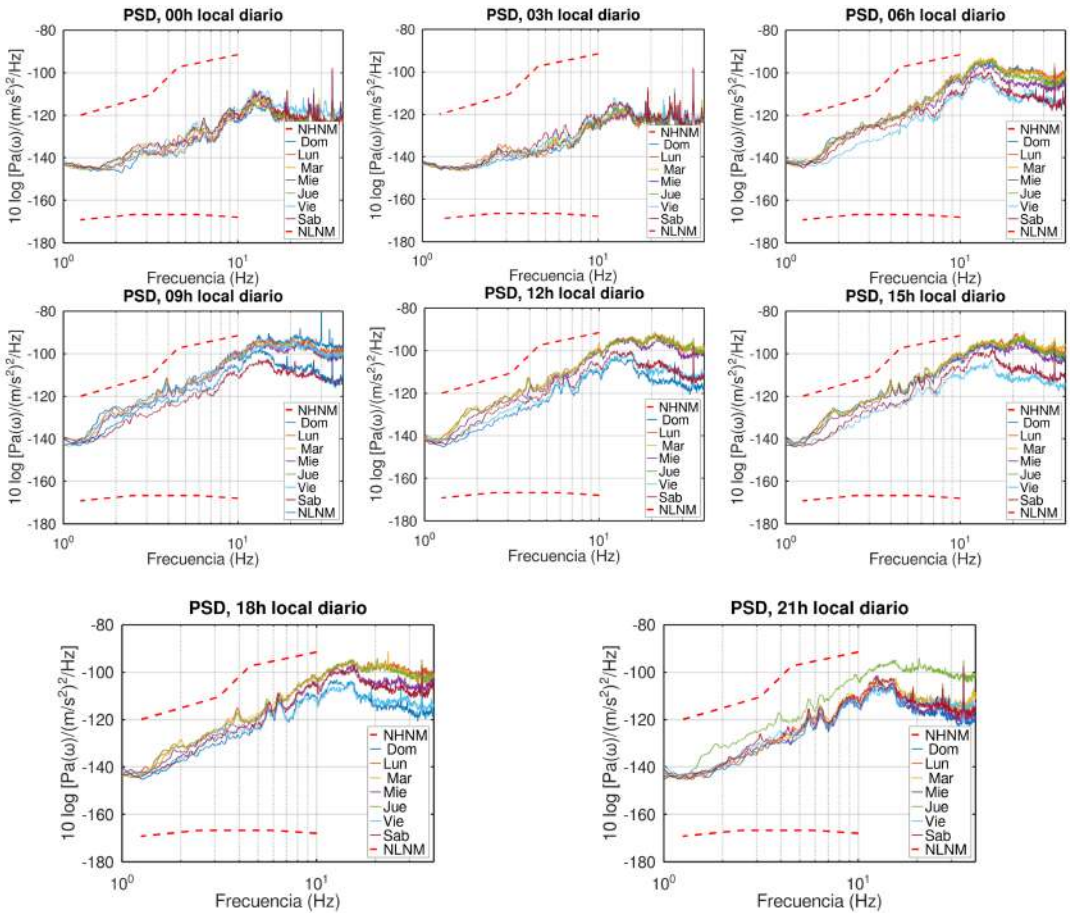 PSD, 00h local diario
-80
-100
-120
-140
-160
-180
10 log [Pa(ω)/(m/s²)²/Hz]
NHNM
Dom
Lun
Mar
Mie
Jue
Vie
Sab
NLNM
10⁰
10¹
Frecuencia (Hz)
PSD, 03h local diario
-80
-100
-120
-140
-160
-180
10 log [Pa(ω)/(m/s²)²/Hz]
NHNM
Dom
Lun
Mar
Mie
Jue
Vie
Sab
NLNM
10⁰
10¹
Frecuencia (Hz)
PSD, 06h local diario
-80
-100
-120
-140
-160
-180
10 log [Pa(ω)/(m/s²)²/Hz]
NHNM
Dom
Lun
Mar
Mie
Jue
Vie
Sab
NLNM
10⁰
10¹
Frecuencia (Hz)
PSD, 09h local diario
-80
-100
-120
-140
-160
-180
10 log [Pa(ω)/(m/s²)²/Hz]
NHNM
Dom
Lun
Mar
Mie
Jue
Vie
Sab
NLNM
10⁰
10¹
Frecuencia (Hz)
PSD, 12h local diario
-80
-100
-120
-140
-160
-180
10 log [Pa(ω)/(m/s²)²/Hz]
NHNM
Dom
Lun
Mar
Mie
Jue
Vie
Sab
NLNM
10⁰
10¹
Frecuencia (Hz)
PSD, 15h local diario
-80
-100
-120
-140
-160
-180
10 log [Pa(ω)/(m/s²)²/Hz]
NHNM
Dom
Lun
Mar
Mie
Jue
Vie
Sab
NLNM
10⁰
10¹
Frecuencia (Hz)
PSD, 18h local diario
-80
-100
-120
-140
-160
-180
10 log [Pa(ω)/(m/s²)²/Hz]
NHNM
Dom
Lun
Mar
Mie
Jue
Vie
Sab
NLNM
10⁰
10¹
Frecuencia (Hz)
PSD, 21h local diario
-80
-100
-120
-140
-160
-180
10 log [Pa(ω)/(m/s²)²/Hz]
NHNM
Dom
Lun
Mar
Mie
Jue
Vie
Sab
NLNM
10⁰
10¹
Frecuencia (Hz)